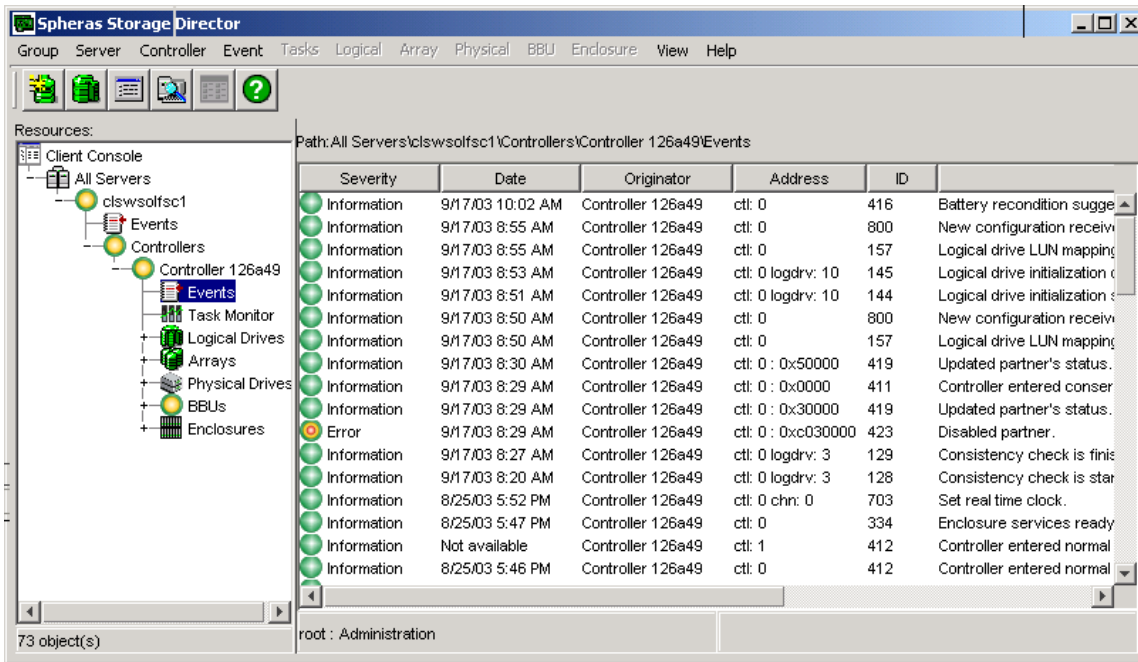 Spheras Storage Director
Group Server Controller Event Tasks Logical Array Physical BBU Enclosure View Help
Resources:
Client Console
All Servers
clswsolfsc1
Events
Controllers
Controller 126a49
Events
Task Monitor
Logical Drives
Arrays
Physical Drives
BBUs
Enclosures
73 object(s)
Path:All Servers\clswsolfsc1\Controllers\Controller 126a49\Events
Severity Date Originator Address ID
Information 9/17/03 10:02 AM Controller 126a49 ctl: 0 416 Battery recondition sugge
Information 9/17/03 8:55 AM Controller 126a49 ctl: 0 800 New configuration receiv
Information 9/17/03 8:55 AM Controller 126a49 ctl: 0 157 Logical drive LUN mapping
Information 9/17/03 8:53 AM Controller 126a49 ctl: 0 logdrv: 10 145 Logical drive initialization
Information 9/17/03 8:51 AM Controller 126a49 ctl: 0 logdrv: 10 144 Logical drive initialization s
Information 9/17/03 8:50 AM Controller 126a49 ctl: 0 800 New configuration receiv
Information 9/17/03 8:50 AM Controller 126a49 ctl: 0 157 Logical drive LUN mapping
Information 9/17/03 8:30 AM Controller 126a49 ctl: 0 : 0x50000 419 Updated partner's status.
Information 9/17/03 8:29 AM Controller 126a49 ctl: 0 : 0x0000 411 Controller entered conser
Information 9/17/03 8:29 AM Controller 126a49 ctl: 0 : 0x30000 419 Updated partner's status.
Error 9/17/03 8:29 AM Controller 126a49 ctl: 0 : 0xc030000 423 Disabled partner.
Information 9/17/03 8:27 AM Controller 126a49 ctl: 0 logdrv: 3 129 Consistency check is finis
Information 9/17/03 8:20 AM Controller 126a49 ctl: 0 logdrv: 3 128 Consistency check is star
Information 8/25/03 5:52 PM Controller 126a49 ctl: 0 chn: 0 703 Set real time clock.
Information 8/25/03 5:47 PM Controller 126a49 ctl: 0 334 Enclosure services ready
Information Not available Controller 126a49 ctl: 1 412 Controller entered normal
Information 8/25/03 5:46 PM Controller 126a49 ctl: 0 412 Controller entered normal
root : Administration